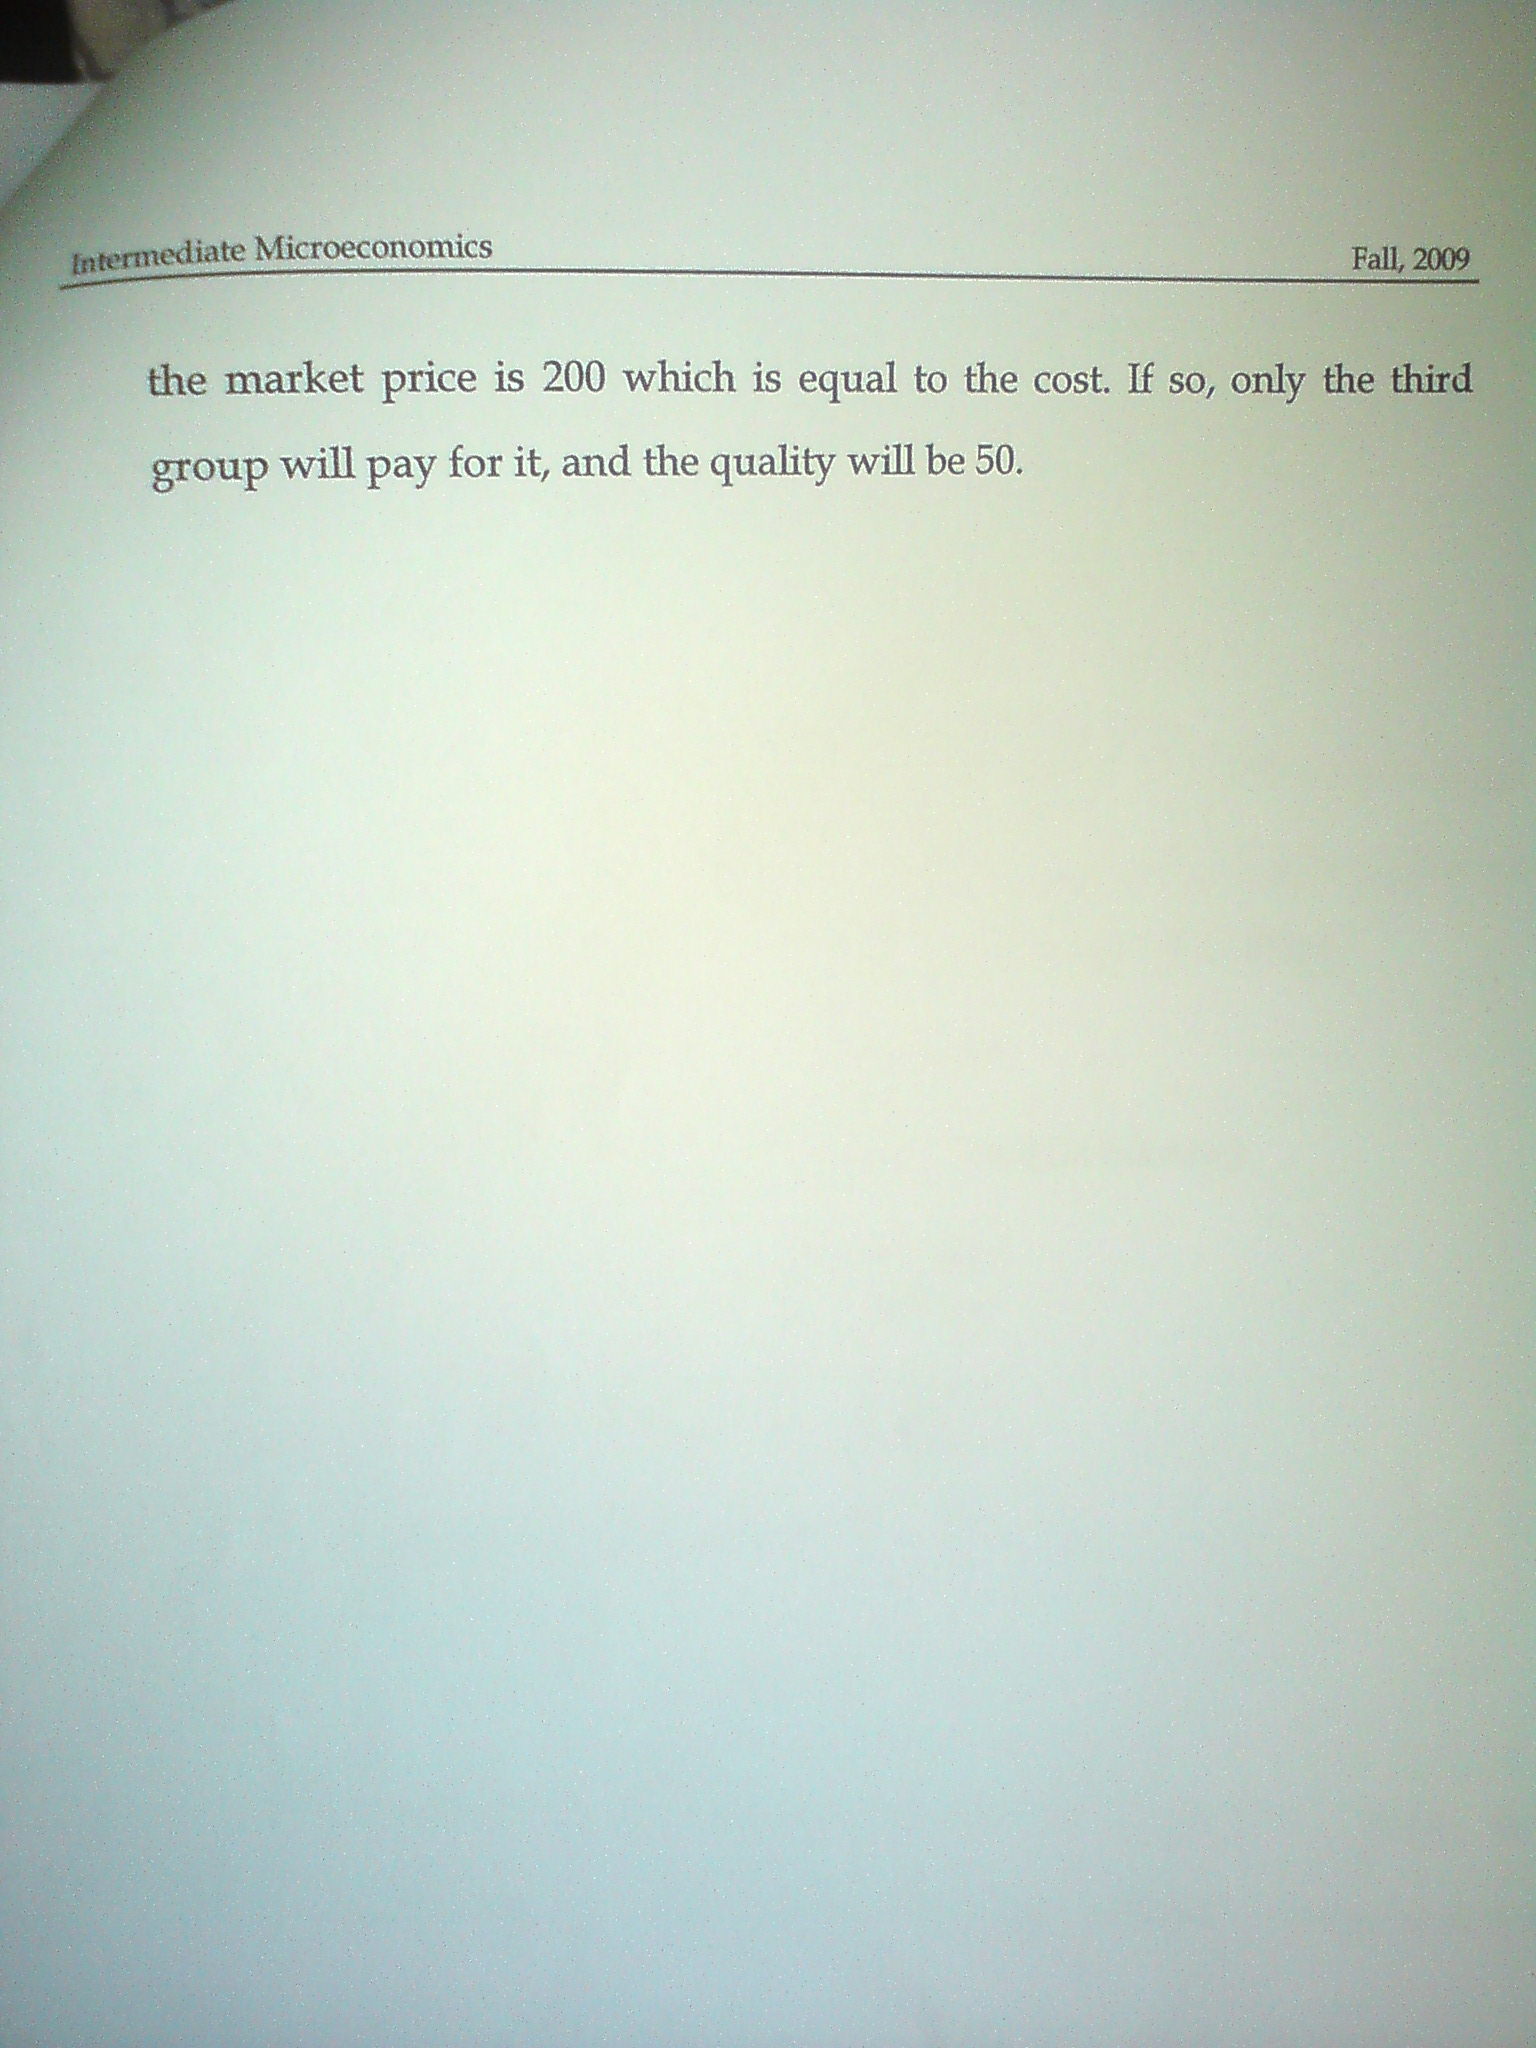 Intermediate Microeconomics Fall, 2009
the market price is 200 which is equal to the cost. If so, only the third
group will pay for it, and the quality will be 50.